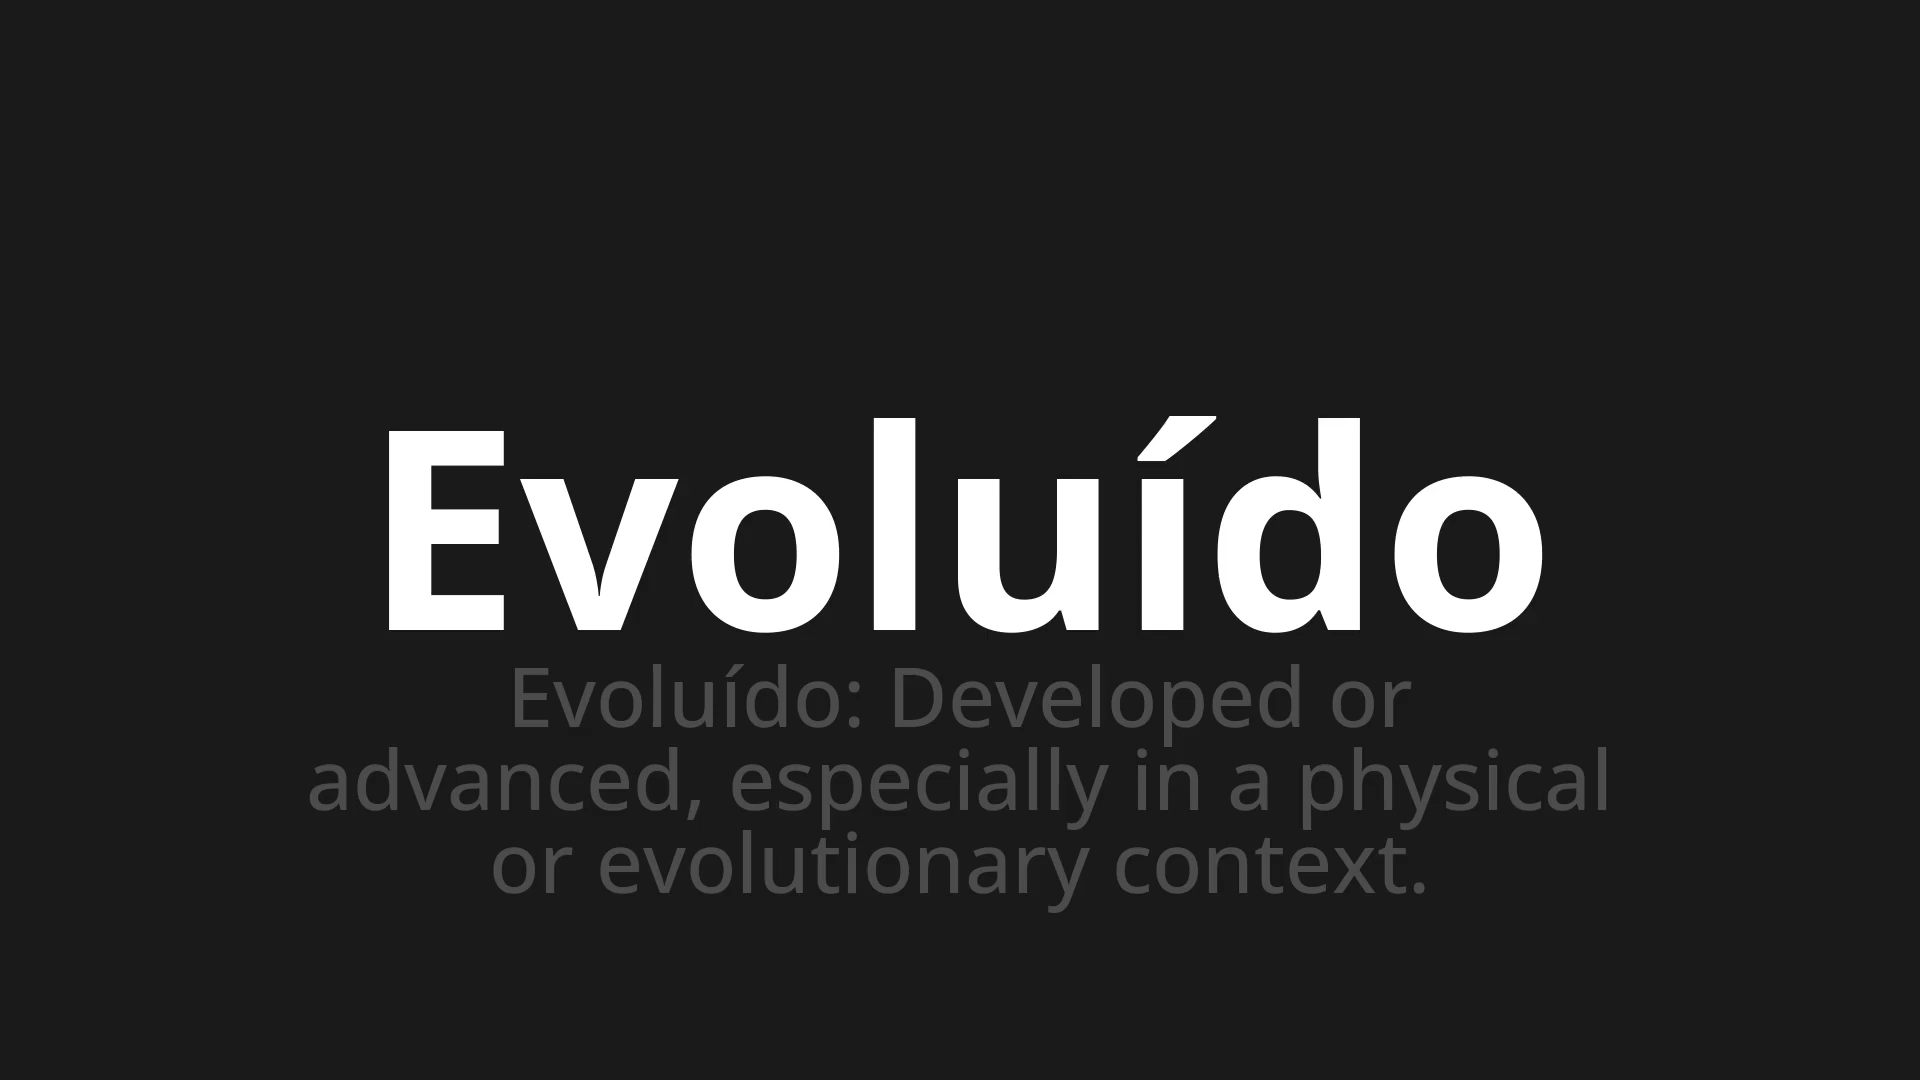 Evoluído
Evoluído: Developed or
advanced, especially in a physical
or evolutionary context.